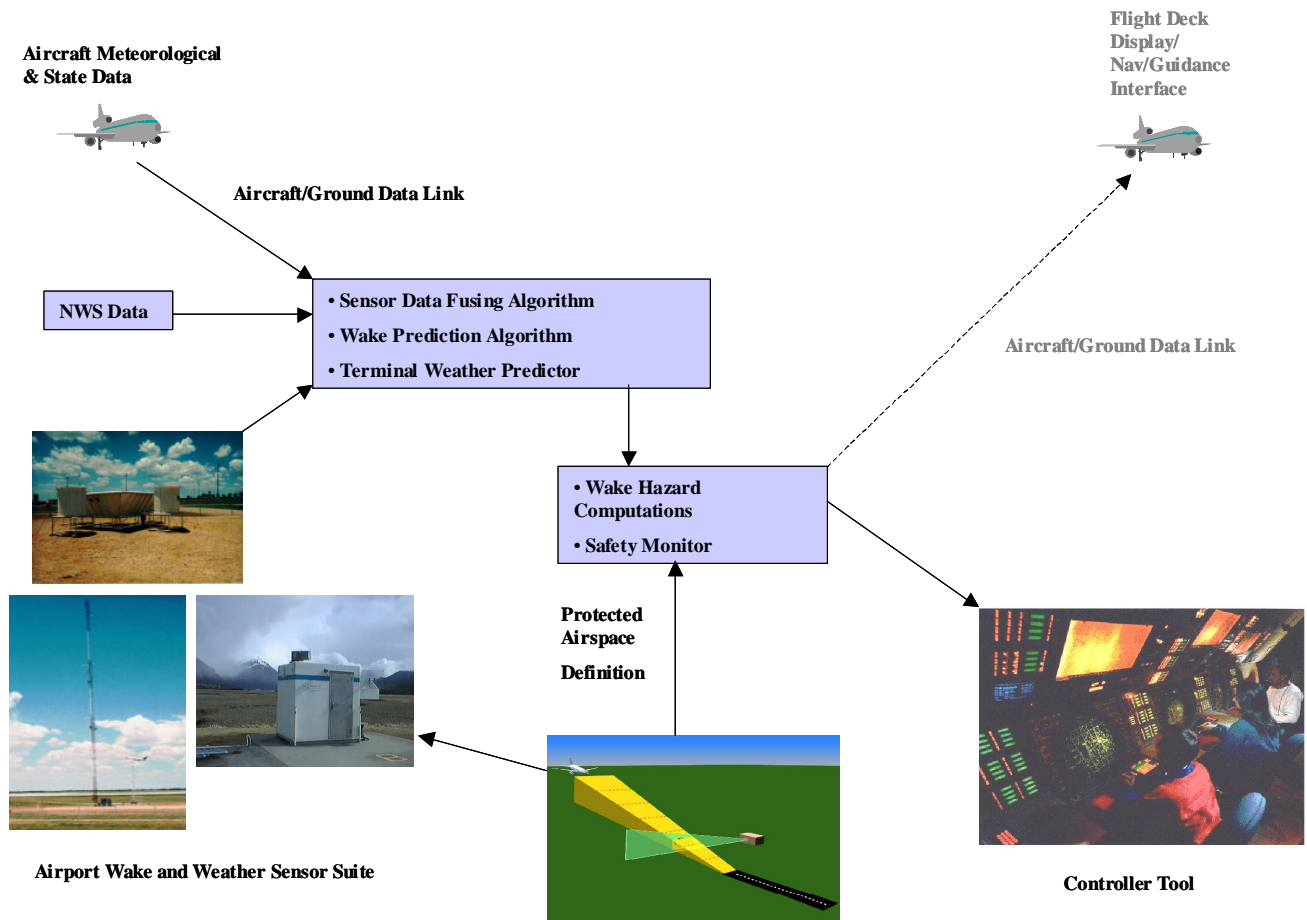 Aircraft Meteorological
& State Data
Flight Deck
Display/
Nav/Guidance
Interface
Aircraft/Ground Data Link
NWS Data
• Sensor Data Fusing Algorithm
• Wake Prediction Algorithm
• Terminal Weather Predictor
Aircraft/Ground Data Link
• Wake Hazard
Computations
• Safety Monitor
Protected
Airspace
Definition
Airport Wake and Weather Sensor Suite
Controller Tool